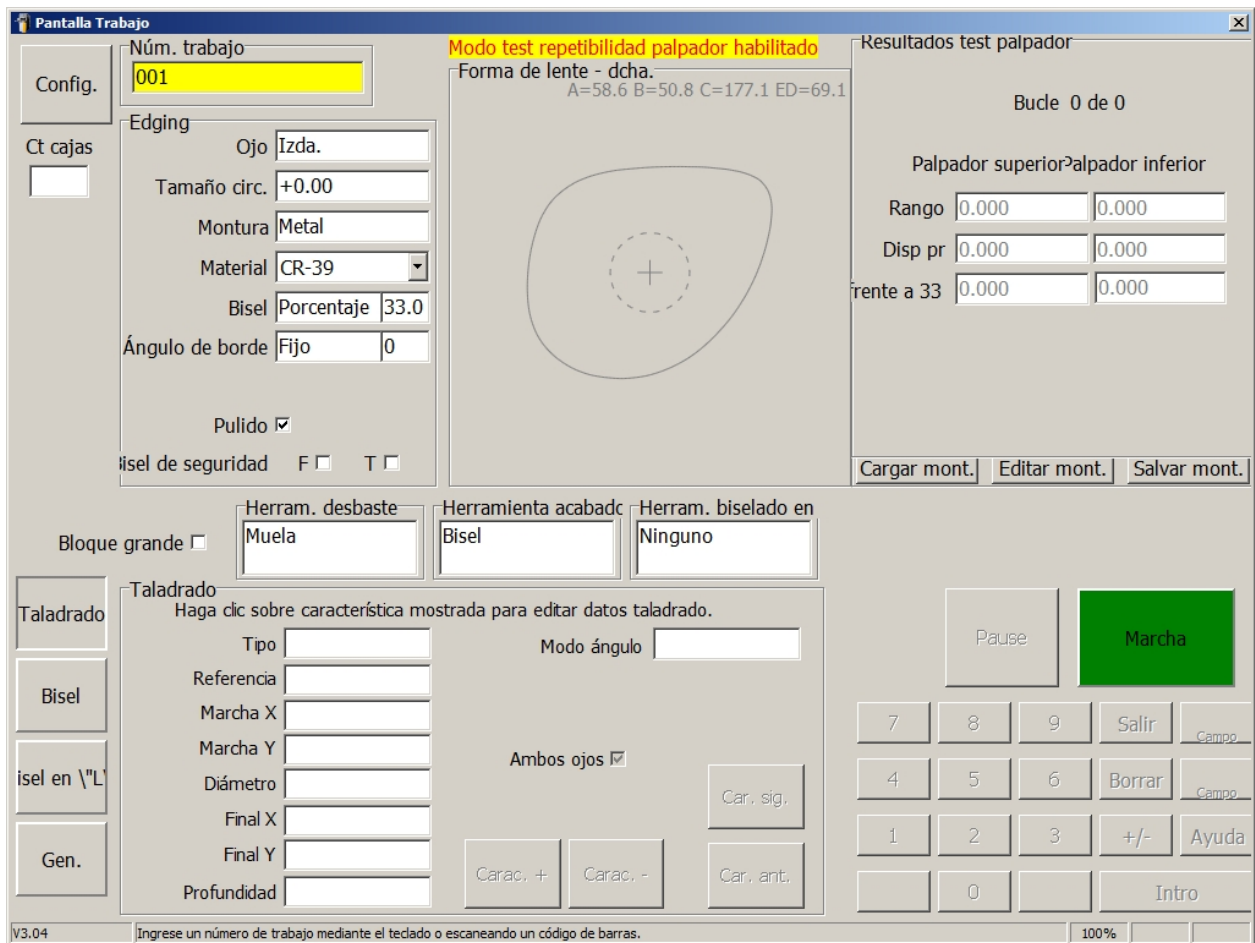 Pantalla Trabajo
Config.
Núm. trabajo
001
Modo test repetibilidad palpador habilitado
Forma de lente - dcha.
A=58.6 B=50.8 C=177.1 ED=69.1
Resultados test palpador
Bucle 0 de 0
Palpador superior Palpador inferior
Rango 0.000 0.000
Disp pr 0.000 0.000
frente a 33 0.000 0.000
Ct cajas
Edging
Ojo Izda.
Tamaño circ. +0.00
Montura Metal
Material CR-39
Bisel Porcentaje 33.0
Ángulo de borde Fijo 0
Pulido
Bisel de seguridad F T
Cargar mont. Editar mont. Salvar mont.
Bloque grande
Herram. desbaste
Muela
Herramienta acabado
Bisel
Herram. biselado en
Ninguno
Taladrado
Bisel
isel en \"L\
Gen.
Taladrado
Haga clic sobre característica mostrada para editar datos taladrado.
Tipo
Referencia
Marcha X
Marcha Y
Diámetro
Final X
Final Y
Profundidad
Modo ángulo
Ambos ojos
Car. sig.
Carac. + Carac. - Car. ant.
Pause Marcha
7 8 9 Salir Campo
4 5 6 Borrar Campo
1 2 3 +/- Ayuda
0 Intro
V3.04 Ingrese un número de trabajo mediante el teclado o escaneando un código de barras. 100%